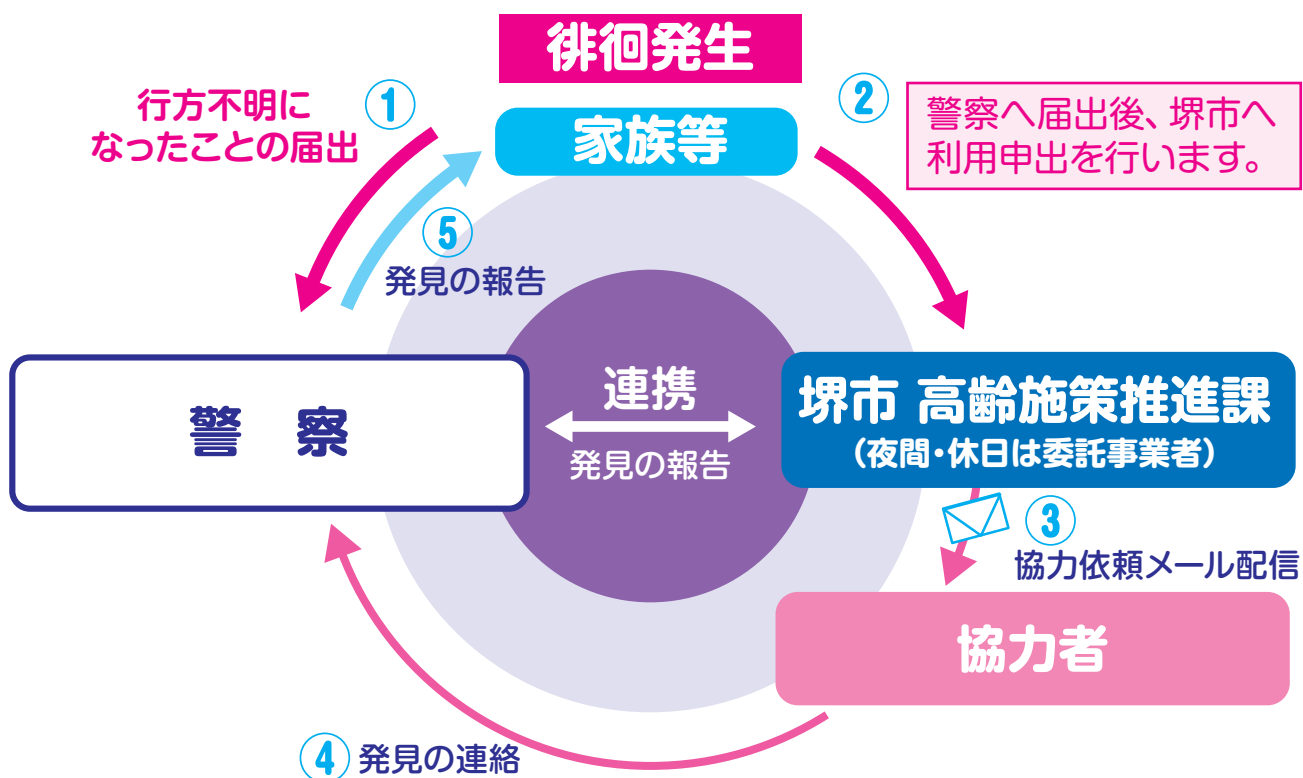 徘徊発生
家族等
①
行方不明に
なったことの届出
②
警察へ届出後、堺市へ
利用申出を行います。
⑤
発見の報告
警 察
連携
発見の報告
堺市 高齢施策推進課
（夜間・休日は委託事業者）
③
協力依頼メール配信
協力者
④ 発見の連絡